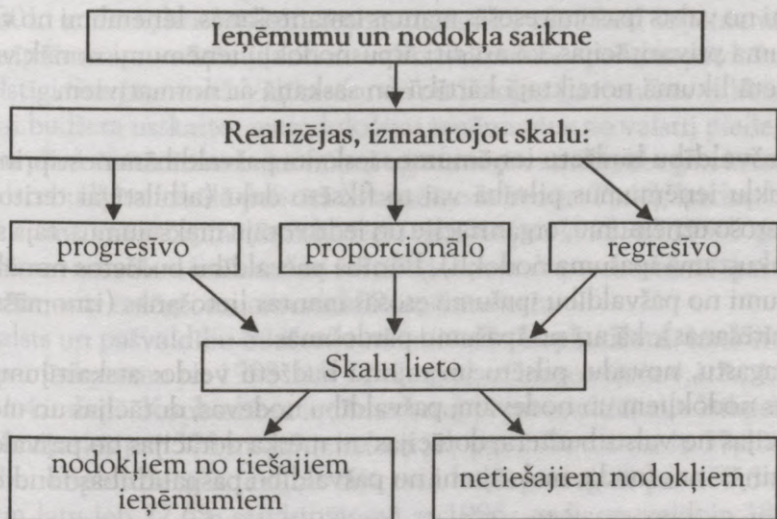 Ieņēmumu un nodokļa saikne
Realizējas, izmantojot skalu:
progresīvo
proporcionālo
regresīvo
Skalu lieto
nodokļiem no tiešajiem
ieņēmumiem
netiešajiem nodokļiem